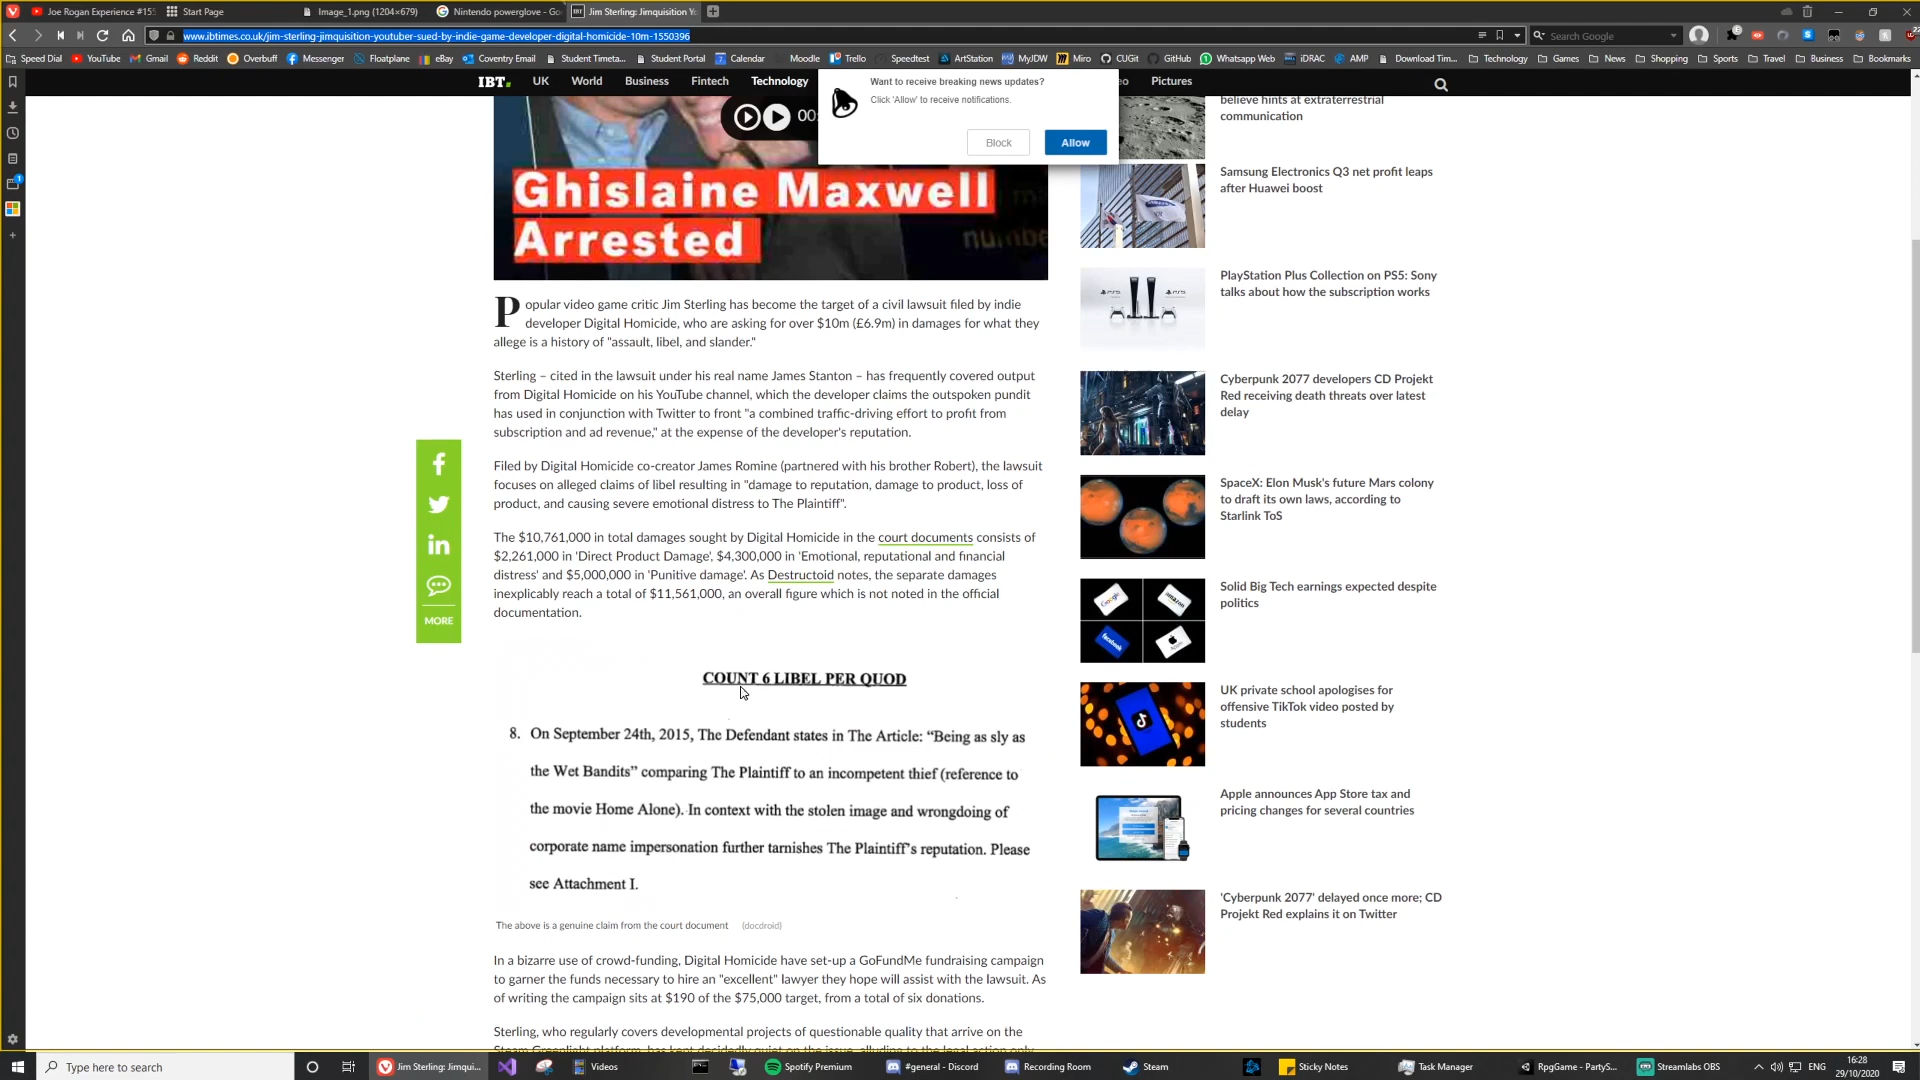 Joe Rogan Experience #155
Start Page
Image_1.png (1204×679)
Nintendo powerglove - Go
Jim Sterling: Jimquisition Y
www.ibtimes.co.uk/jim-sterling-jimquisition-youtuber-sued-by-indie-game-developer-digital-homicide-10m-1550396
Search Google
Speed Dial
YouTube
Gmail
Reddit
Overbuff
Messenger
Floatplane
eBay
Coventry Email
Student Timeta...
Student Portal
Calendar
Moodle
Trello
Speedtest
ArtStation
MyJDW
Miro
CUGit
GitHub
Whatsapp Web
iDRAC
AMP
Download Tim...
Technology
Games
News
Shopping
Sports
Travel
Business
Bookmarks
IBT.
UK
World
Business
Fintech
Technology
eo
Pictures
Want to receive breaking news updates?
Click 'Allow' to receive notifications.
Block
Allow
00:
Ghislaine Maxwell
Arrested
numbe
Popular video game critic Jim Sterling has become the target of a civil lawsuit filed by indie
developer Digital Homicide, who are asking for over $10m (£6.9m) in damages for what they
allege is a history of "assault, libel, and slander."
Sterling – cited in the lawsuit under his real name James Stanton – has frequently covered output
from Digital Homicide on his YouTube channel, which the developer claims the outspoken pundit
has used in conjunction with Twitter to front "a combined traffic-driving effort to profit from
subscription and ad revenue," at the expense of the developer's reputation.
Filed by Digital Homicide co-creator James Romine (partnered with his brother Robert), the lawsuit
focuses on alleged claims of libel resulting in "damage to reputation, damage to product, loss of
product, and causing severe emotional distress to The Plaintiff".
The $10,761,000 in total damages sought by Digital Homicide in the court documents consists of
$2,261,000 in 'Direct Product Damage', $4,300,000 in 'Emotional, reputational and financial
distress' and $5,000,000 in 'Punitive damage'. As Destructoid notes, the separate damages
inexplicably reach a total of $11,561,000, an overall figure which is not noted in the official
documentation.
MORE
COUNT 6 LIBEL PER QUOD
8. On September 24th, 2015, The Defendant states in The Article: "Being as sly as
the Wet Bandits" comparing The Plaintiff to an incompetent thief (reference to
the movie Home Alone). In context with the stolen image and wrongdoing of
corporate name impersonation further tarnishes The Plaintiff's reputation. Please
see Attachment I.
The above is a genuine claim from the court document (docdroid)
In a bizarre use of crowd-funding, Digital Homicide have set-up a GoFundMe fundraising campaign
to garner the funds necessary to hire an "excellent" lawyer they hope will assist with the lawsuit. As
of writing the campaign sits at $190 of the $75,000 target, from a total of six donations.
Sterling, who regularly covers developmental projects of questionable quality that arrive on the
Steam Greenlight platform, has kept decidedly quiet on the issue, alluding to the legal action only
believe hints at extraterrestrial
communication
Samsung Electronics Q3 net profit leaps
after Huawei boost
PlayStation Plus Collection on PS5: Sony
talks about how the subscription works
Cyberpunk 2077 developers CD Projekt
Red receiving death threats over latest
delay
SpaceX: Elon Musk's future Mars colony
to draft its own laws, according to
Starlink ToS
Google
amazon
facebook
Apple
Solid Big Tech earnings expected despite
politics
UK private school apologises for
offensive TikTok video posted by
students
Apple announces App Store tax and
pricing changes for several countries
'Cyberpunk 2077' delayed once more; CD
Projekt Red explains it on Twitter
Type here to search
Jim Sterling: Jimqui...
Videos
Spotify Premium
#general - Discord
Recording Room
Steam
Sticky Notes
Task Manager
RpgGame - PartyS...
Streamlabs OBS
ENG
16:28
29/10/2020